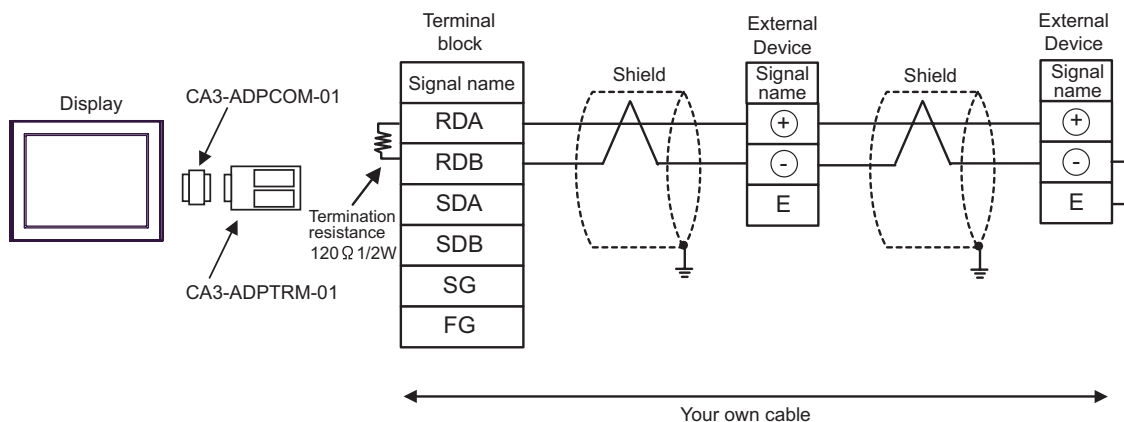 Terminal
block
External
Device
External
Device
Signal name
Shield
Signal
name
Shield
Signal
name
Display
CA3-ADPCOM-01
RDA
+
+
RDB
-
-
SDA
E
E
Termination
resistance
120Ω 1/2W
SDB
CA3-ADPTRM-01
SG
FG
Your own cable